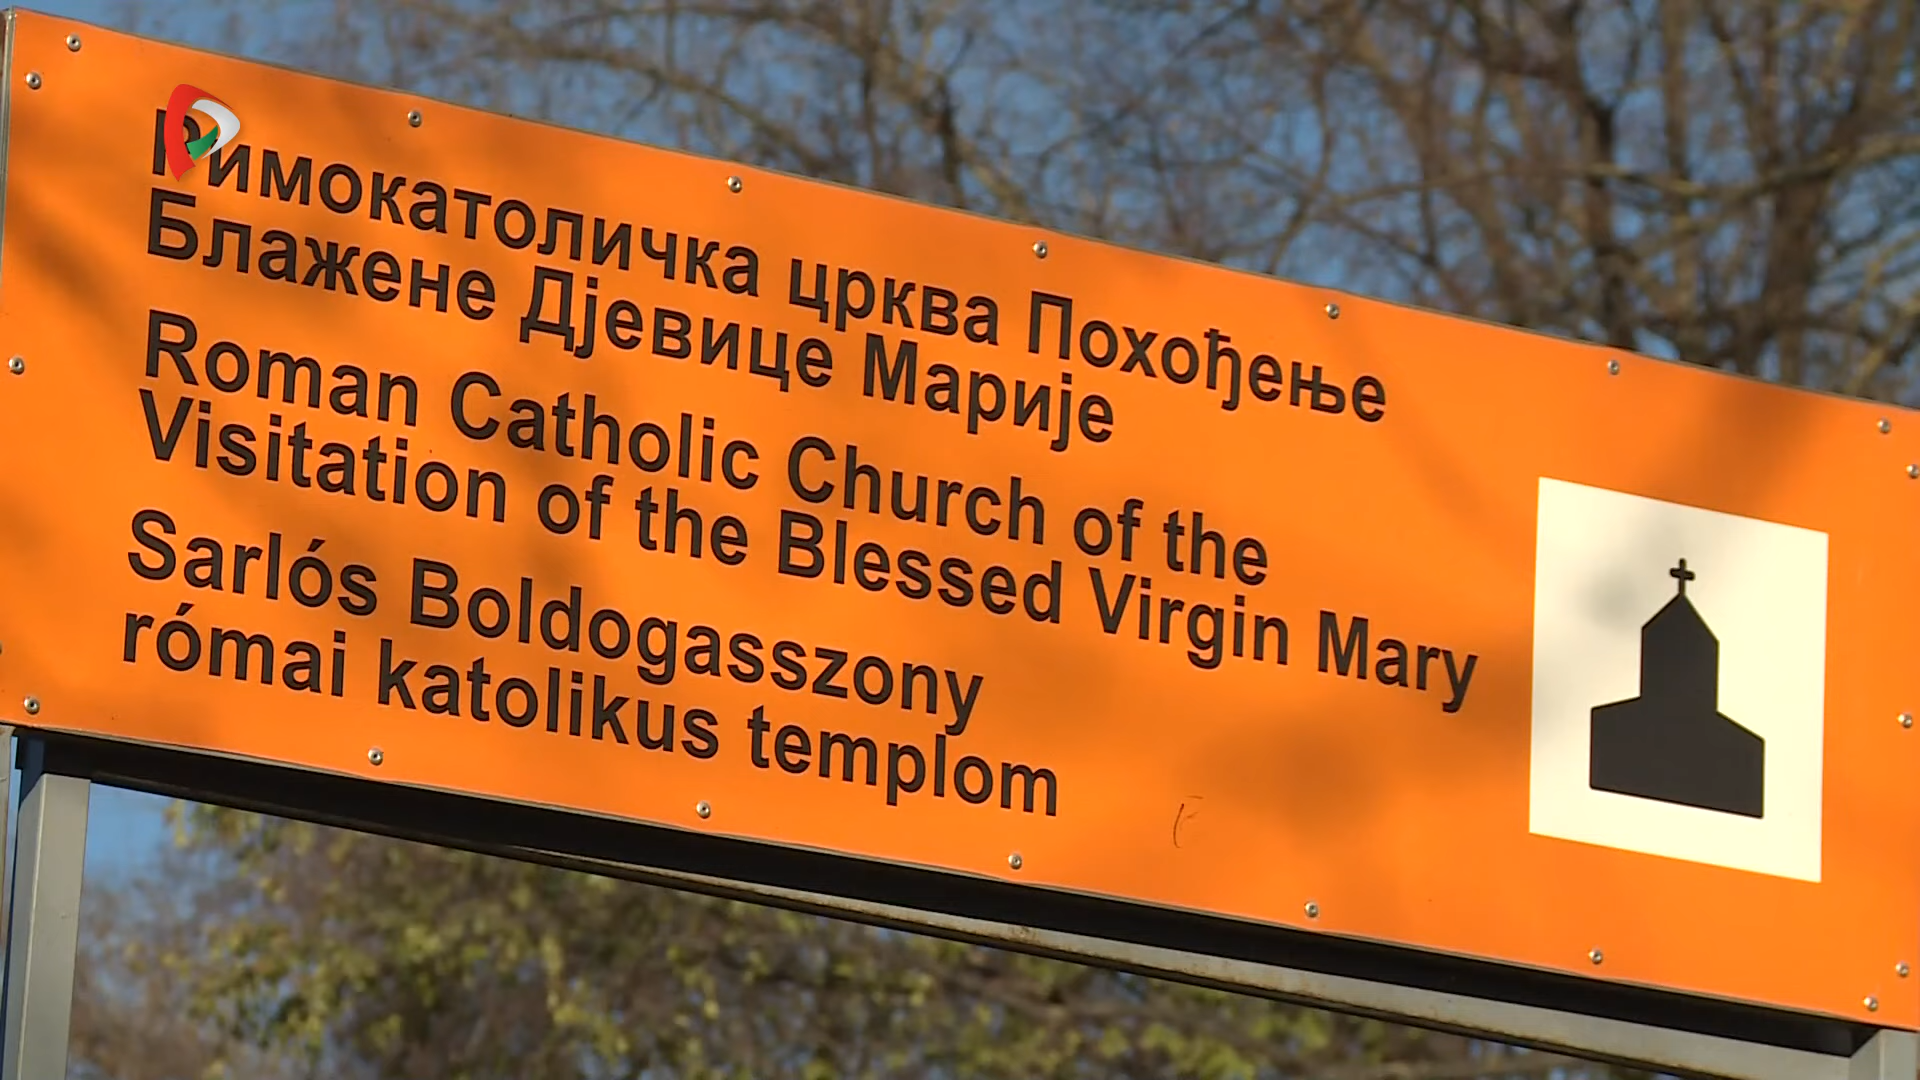 Римокатоличка црква Похођење
Блажене Дјевице Марије
Roman Catholic Church of the
Visitation of the Blessed Virgin Mary
Sarlós Boldogasszony
római katolikus templom